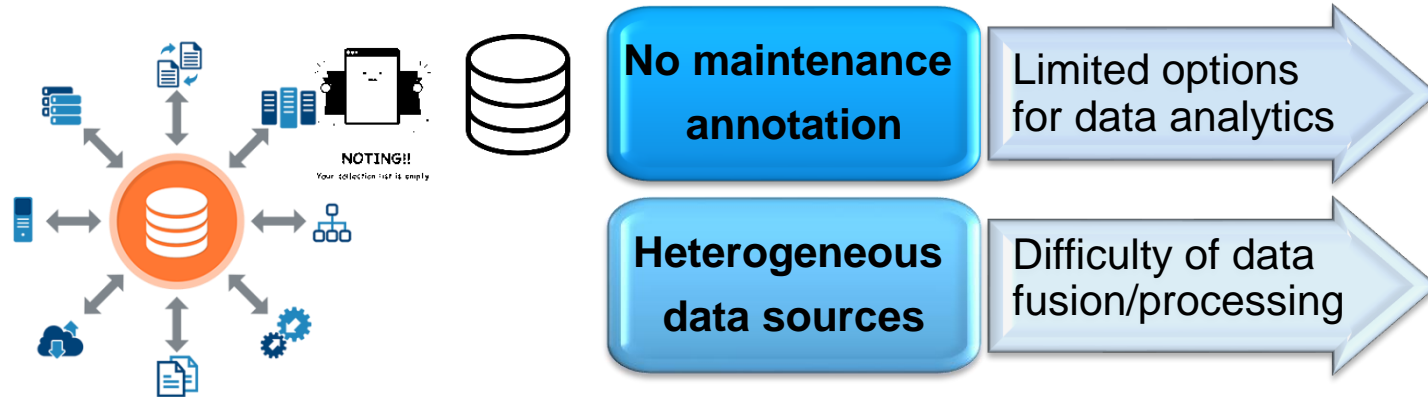 NOTING!!
Your collection list is empty
No maintenance
annotation
Limited options
for data analytics
Heterogeneous
data sources
Difficulty of data
fusion/processing